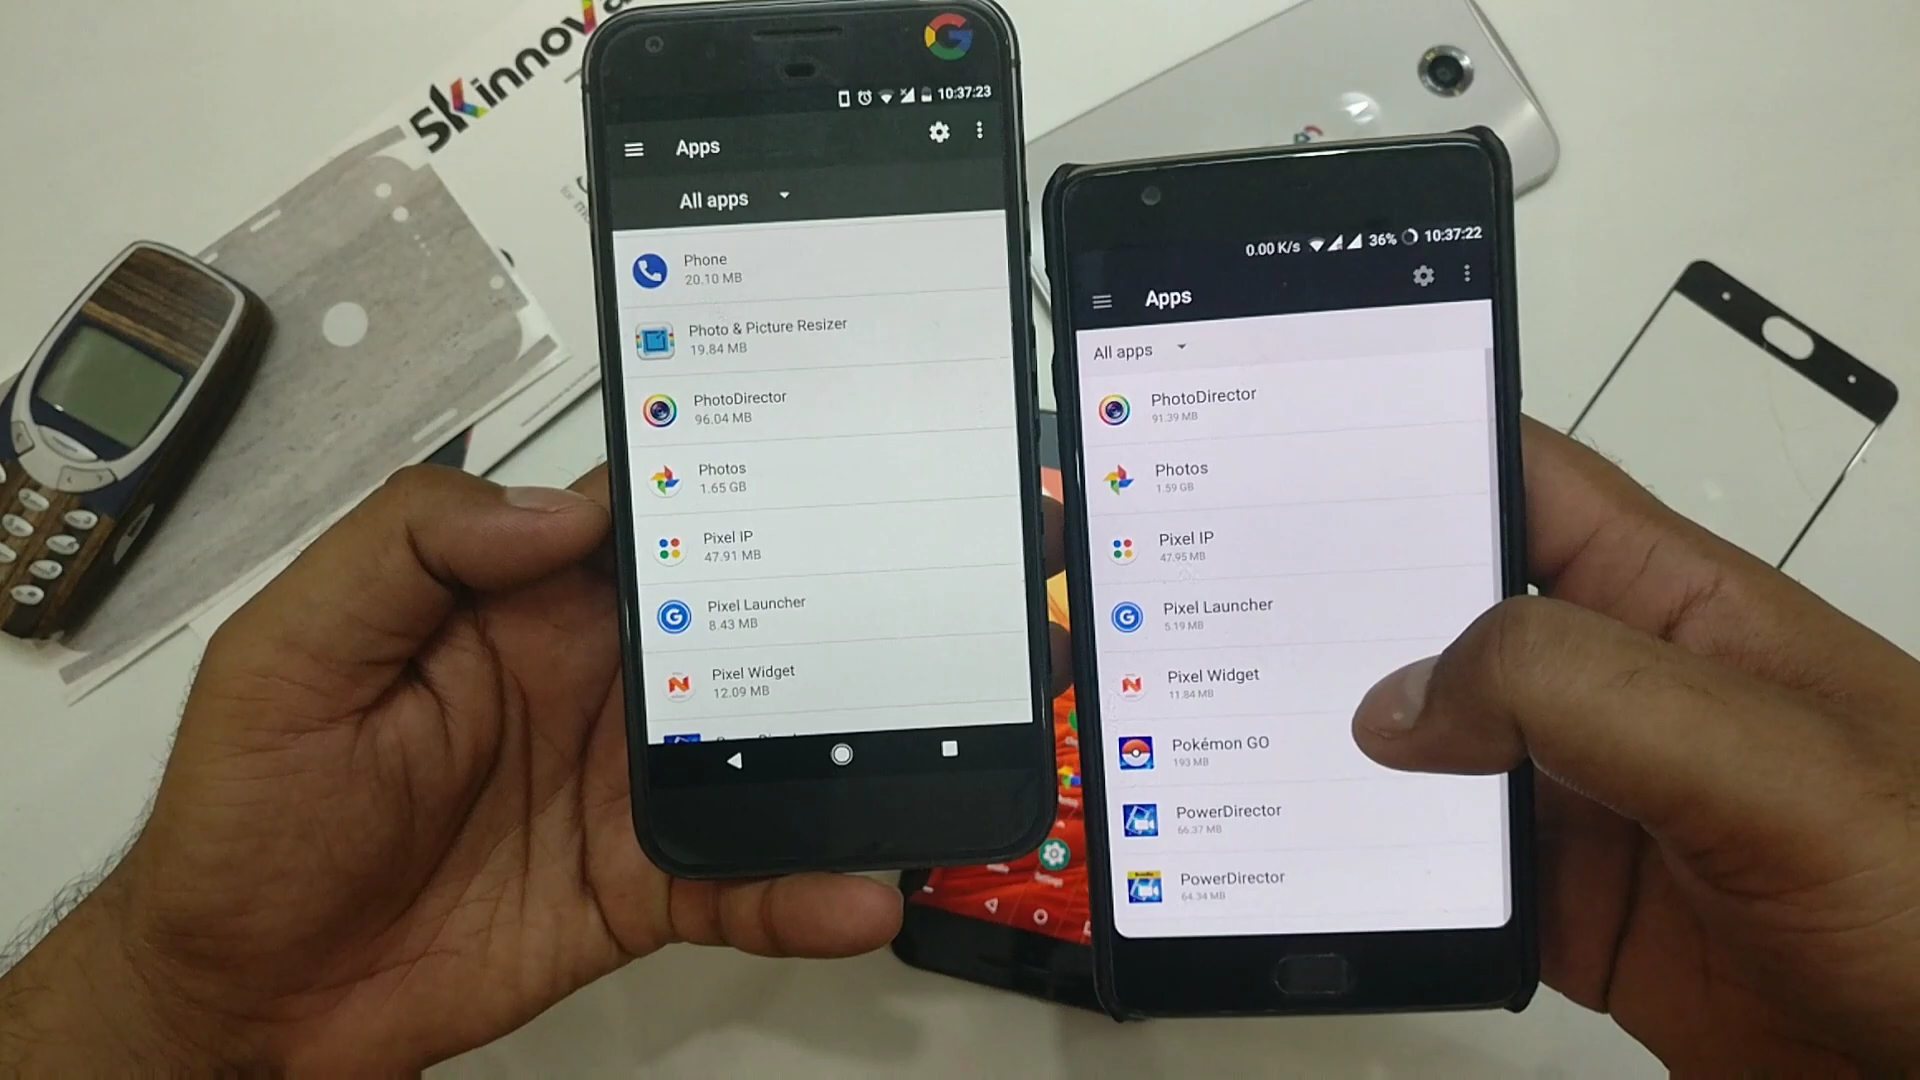 skinnova
10:37:23
Apps
All apps
Phone
20.10 MB
Photo & Picture Resizer
19.84 MB
PhotoDirector
96.04 MB
Photos
1.65 GB
Pixel IP
47.91 MB
Pixel Launcher
8.43 MB
Pixel Widget
12.09 MB
0.00 K/s 36% 10:37:22
Apps
All apps
PhotoDirector
91.39 MB
Photos
1.59 GB
Pixel IP
47.95 MB
Pixel Launcher
5.19 MB
Pixel Widget
11.84 MB
Pokémon GO
193 MB
PowerDirector
66.37 MB
PowerDirector
64.34 MB